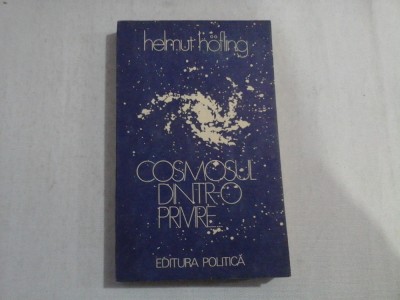 helmut höfling
COSMOSUL
DINTR-O
PRIVIRE
EDITURA POLITICĂ